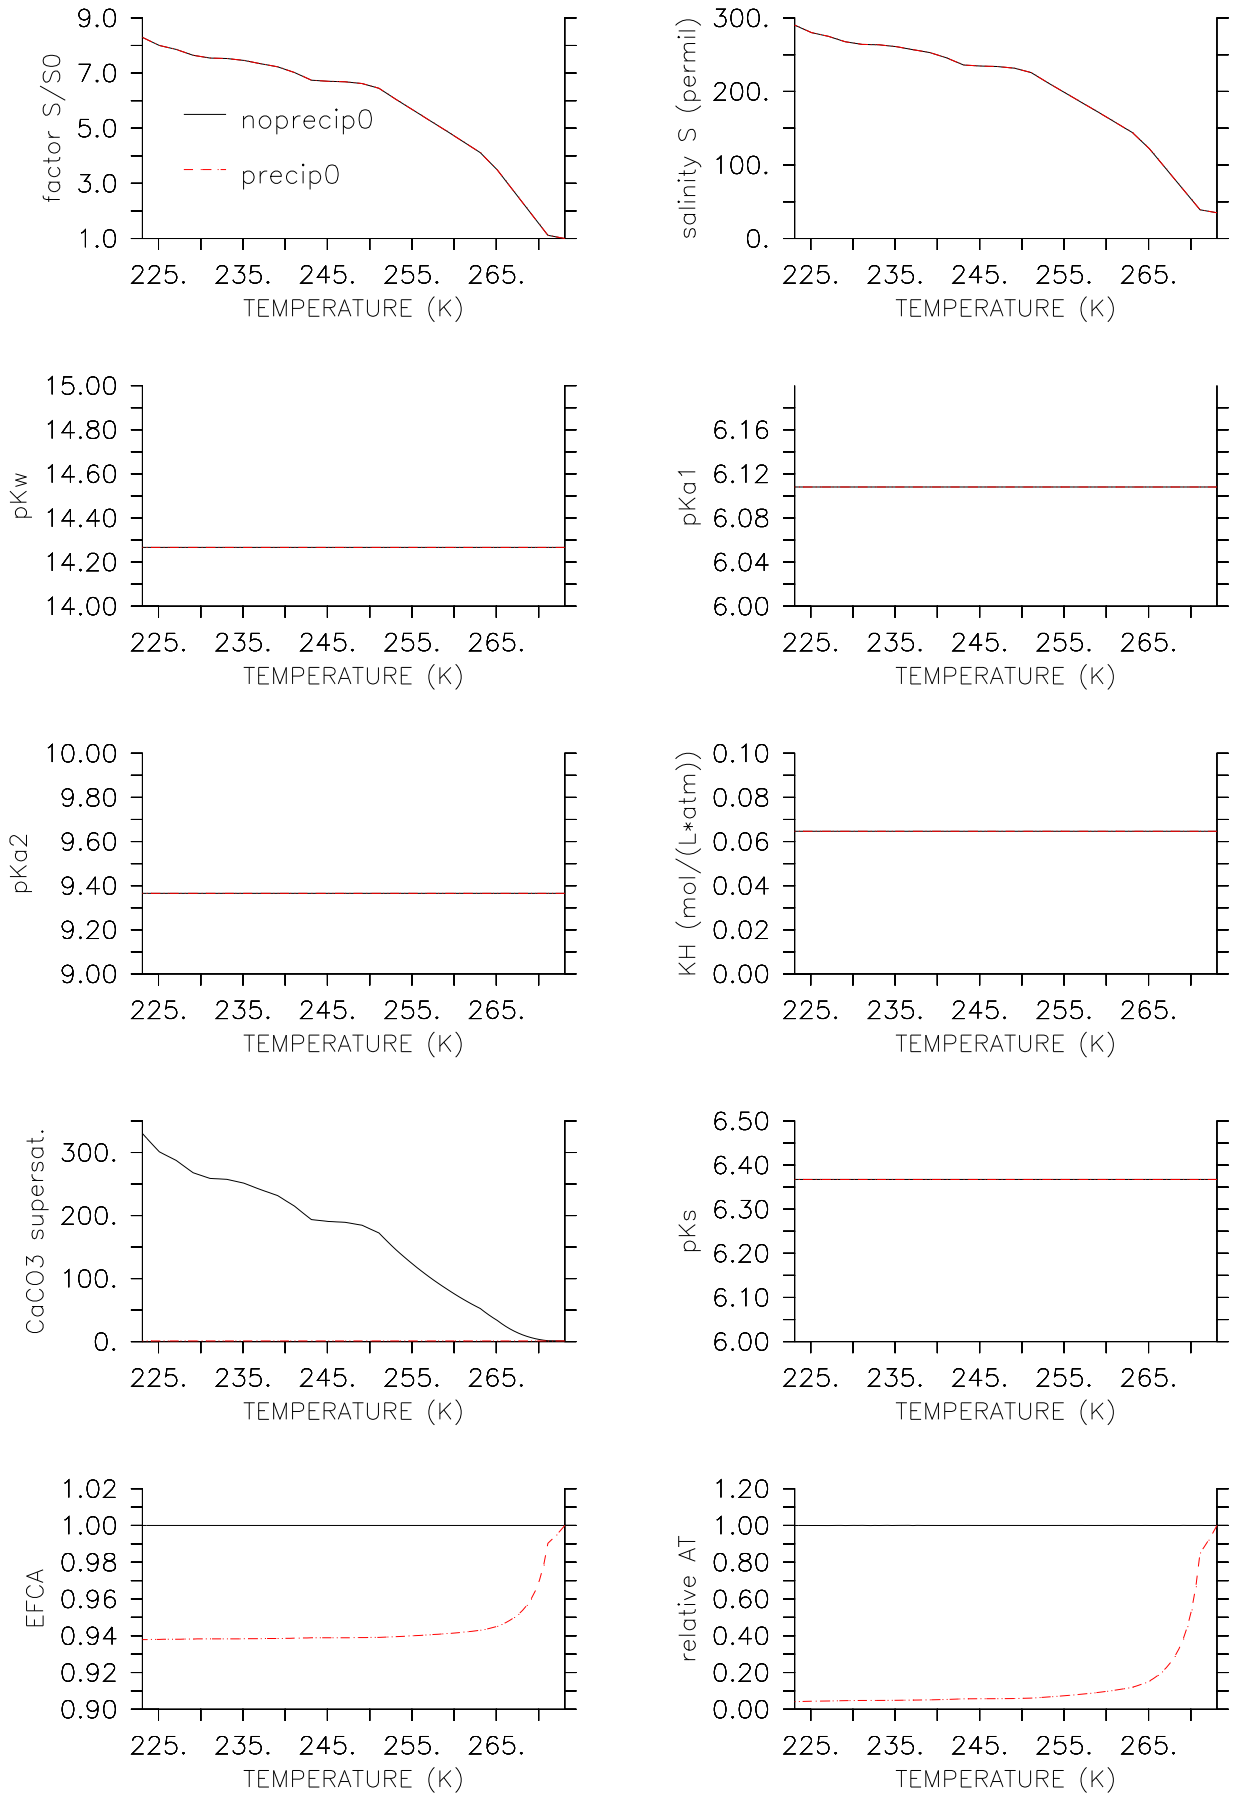 9.0
7.0
5.0
3.0
1.0
factor S/S0
noprecip0
precip0
225. 235. 245. 255. 265.
TEMPERATURE (K)
300.
200.
100.
0.
salinity S (permil)
225. 235. 245. 255. 265.
TEMPERATURE (K)
15.00
14.80
14.60
14.40
14.20
14.00
pKw
225. 235. 245. 255. 265.
TEMPERATURE (K)
6.16
6.12
6.08
6.04
6.00
pKa1
225. 235. 245. 255. 265.
TEMPERATURE (K)
10.00
9.80
9.60
9.40
9.20
9.00
pKa2
225. 235. 245. 255. 265.
TEMPERATURE (K)
0.10
0.08
0.06
0.04
0.02
0.00
KH (mol/(L*atm))
225. 235. 245. 255. 265.
TEMPERATURE (K)
300.
200.
100.
0.
CaCO3 supersat.
225. 235. 245. 255. 265.
TEMPERATURE (K)
6.50
6.40
6.30
6.20
6.10
6.00
pKs
225. 235. 245. 255. 265.
TEMPERATURE (K)
1.02
1.00
0.98
0.96
0.94
0.92
0.90
EFCA
225. 235. 245. 255. 265.
TEMPERATURE (K)
1.20
1.00
0.80
0.60
0.40
0.20
0.00
relative AT
225. 235. 245. 255. 265.
TEMPERATURE (K)